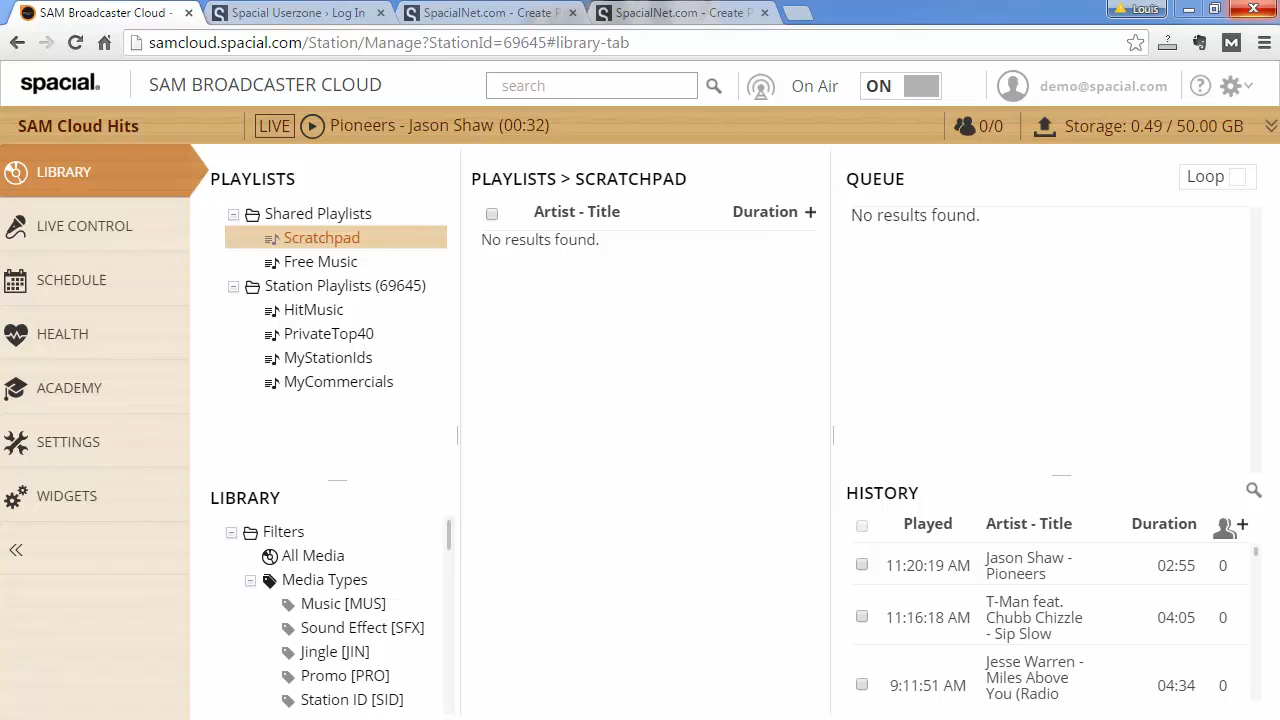 SAM Broadcaster Cloud -
Spacial Userzone › Log In
SpacialNet.com - Create P
SpacialNet.com - Create P
Louis
samcloud.spacial.com/Station/Manage?StationId=69645#library-tab
spacial.
SAM BROADCASTER CLOUD
search
On Air
ON
demo@spacial.com
SAM Cloud Hits
LIVE
Pioneers - Jason Shaw (00:32)
0/0
Storage: 0.49 / 50.00 GB
LIBRARY
LIVE CONTROL
SCHEDULE
HEALTH
ACADEMY
SETTINGS
WIDGETS
PLAYLISTS
Shared Playlists
Scratchpad
Free Music
Station Playlists (69645)
HitMusic
PrivateTop40
MyStationIds
MyCommercials
LIBRARY
Filters
All Media
Media Types
Music [MUS]
Sound Effect [SFX]
Jingle [JIN]
Promo [PRO]
Station ID [SID]
PLAYLISTS > SCRATCHPAD
Artist - Title Duration +
No results found.
QUEUE
Loop
No results found.
HISTORY
Played Artist - Title Duration +
11:20:19 AM Jason Shaw - 02:55 0
Pioneers
T-Man feat.
11:16:18 AM Chubb Chizzle 04:05 0
- Sip Slow
Jesse Warren -
9:11:51 AM Miles Above 04:34 0
You (Radio